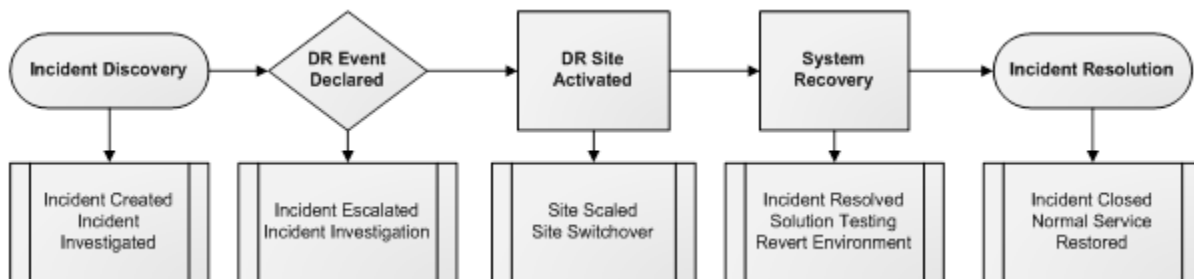 Incident Discovery
DR Event
Declared
DR Site
Activated
System
Recovery
Incident Resolution
Incident Created
Incident
Investigated
Incident Escalated
Incident Investigation
Site Scaled
Site Switchover
Incident Resolved
Solution Testing
Revert Environment
Incident Closed
Normal Service
Restored